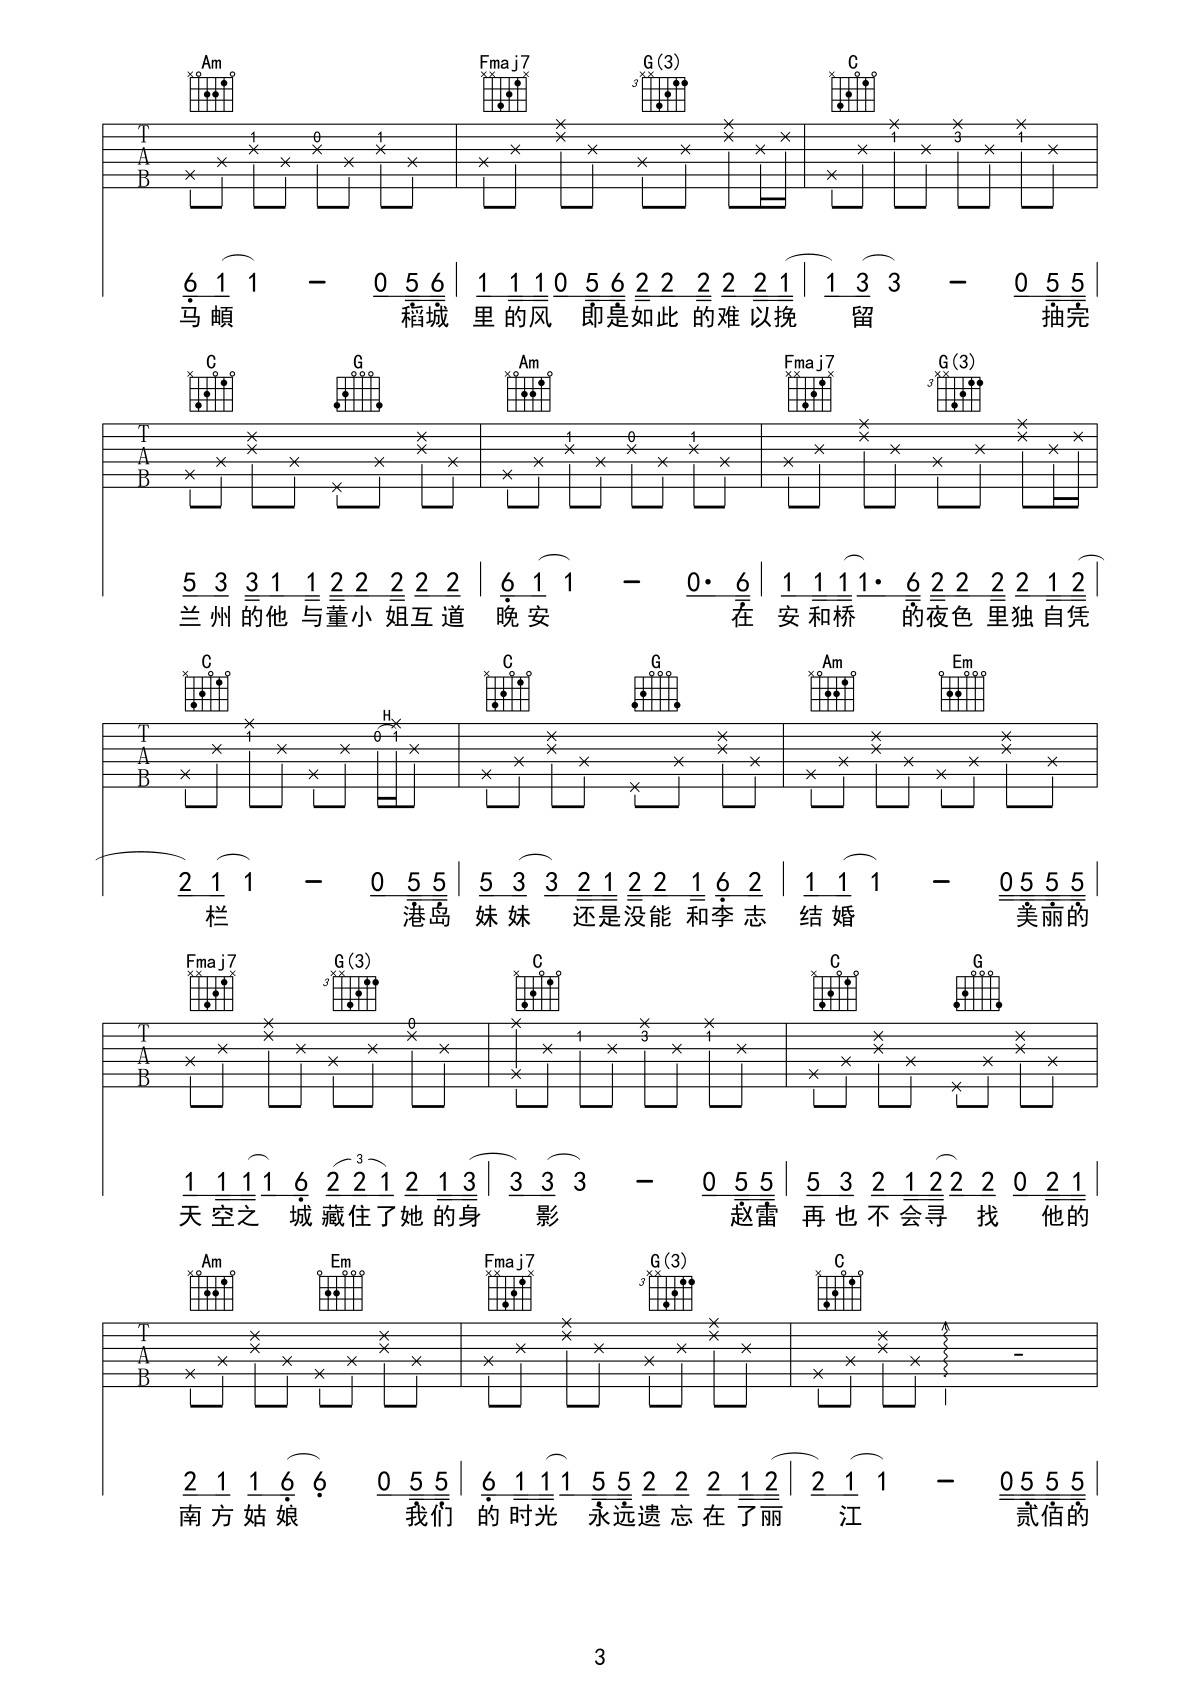 Am Fmaj7 G(3) C
3
T A B 1 0 1 1 3 1
6 1 1 - 0 5 6 1 1 1 0 5 6 2 2 2 2 2 1 1 3 3 - 0 5 5
马頔 稻城 里的风 即是如此的难以挽 留 抽完
C G Am Fmaj7 G(3)
3
T A B 1 0 1
5 3 3 1 1 2 2 2 2 2 6 1 1 - 0· 6 1 1 1 1· 6 2 2 2 2 1 2
兰州的他与董小姐互道 晚安 在 安和桥 的夜色里独自凭
C C G Am Em
H
T A B 1 0 1
2 1 1 - 0 5 5 5 3 3 2 1 2 2 1 6 2 1 1 1 - 0 5 5 5
栏 港岛 妹妹 还是没能和李志 结婚 美丽的
Fmaj7 G(3) C C G
3
T A B 0 1 3 1
3
1 1 1 1 6 2 2 1 2 1 3 3 3 3 - 0 5 5 5 3 2 1 2 2 2 0 2 1
天空之 城藏住了她的身 影 赵雷 再也不会寻 找 他的
Am Em Fmaj7 G(3) C
3
T A B -
2 1 1 6 6 0 5 5 6 1 1 1 5 5 2 2 2 1 2 2 1 1 - 0 5 5 5
南方姑娘 我们 的时光 永远遗忘在了丽 江 贰佰的
3